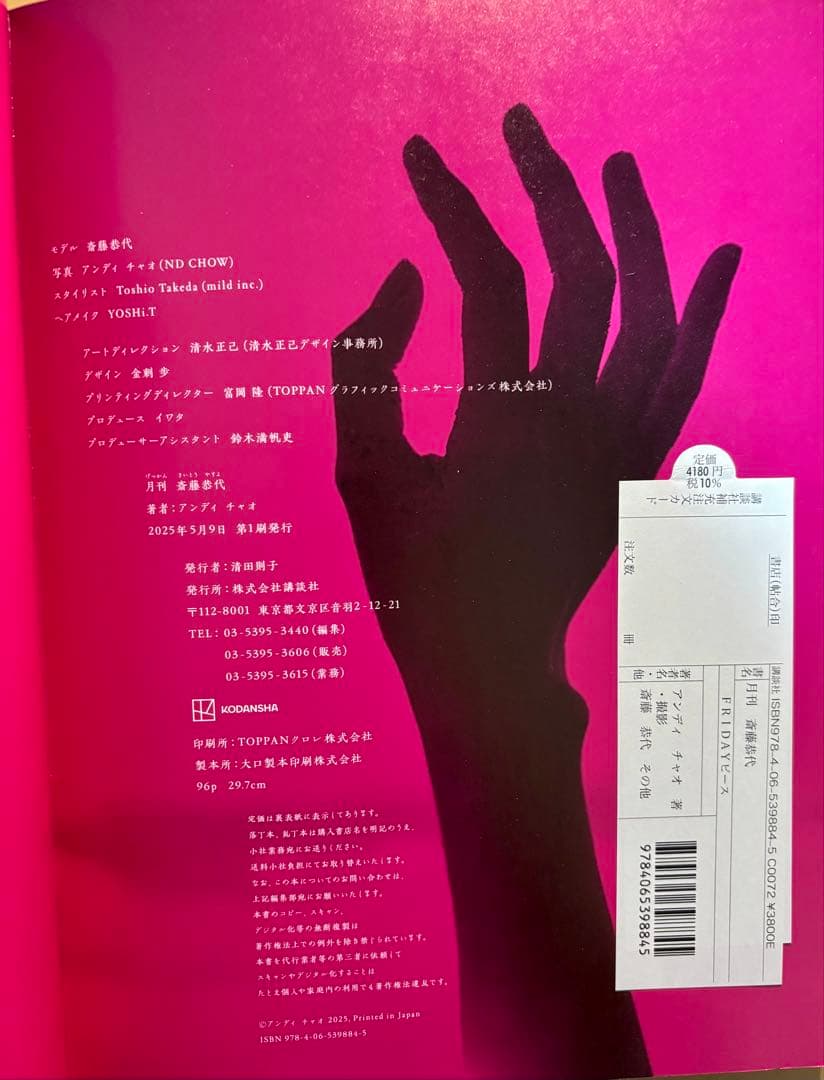 モデル 斎藤恭代
写真 アンディ チャオ(ND CHOW)
スタイリスト Toshio Takeda (mild inc.)
ヘアメイク YOSHi.T
アートディレクション 清水正己(清水正己デザイン事務所)
デザイン 金刺 歩
プリンティングディレクター 富岡 隆(TOPPANグラフィックコミュニケーションズ株式会社)
プロデュース イワタ
プロデューサーアシスタント 鈴木満帆吏
げっかん さいとう やすよ
月刊 斎藤恭代
著者:アンディ チャオ
2025年5月9日 第1刷発行
発行者:清田則子
発行所:株式会社講談社
〒112-8001 東京都文京区音羽2-12-21
TEL: 03-5395-3440(編集)
03-5395-3606(販売)
03-5395-3615(業務)
KODANSHA
印刷所:TOPPANクロレ株式会社
製本所:大口製本印刷株式会社
96p 29.7cm
定価は裏表紙に表示してあります。
落丁本、乱丁本は購入書店名を明記のうえ、
小社業務宛にお送りください。
送料小社負担にてお取り替えいたします。
なお、この本についてのお問い合わせは、
上記編集部宛にお願いいたします。
本書のコピー、スキャン、
デジタル化等の無断複製は
著作権法上での例外を除き禁じられています。
本書を代行業者等の第三者に依頼して
スキャンやデジタル化することは
たとえ個人や家庭内の利用でも著作権法違反です。
©アンディ チャオ 2025, Printed in Japan
ISBN 978-4-06-539884-5
定価
4180円
税10%
講談社補充注文カード
書店(帖合)印
注文数
冊
講談社 ISBN978-4-06-539884-5 C0072 ¥3800E
書名
月刊 斎藤恭代
FRIDAYピース
著者名・他
アンディ チャオ 著
・撮影
斎藤 恭代 その他
9784065398845